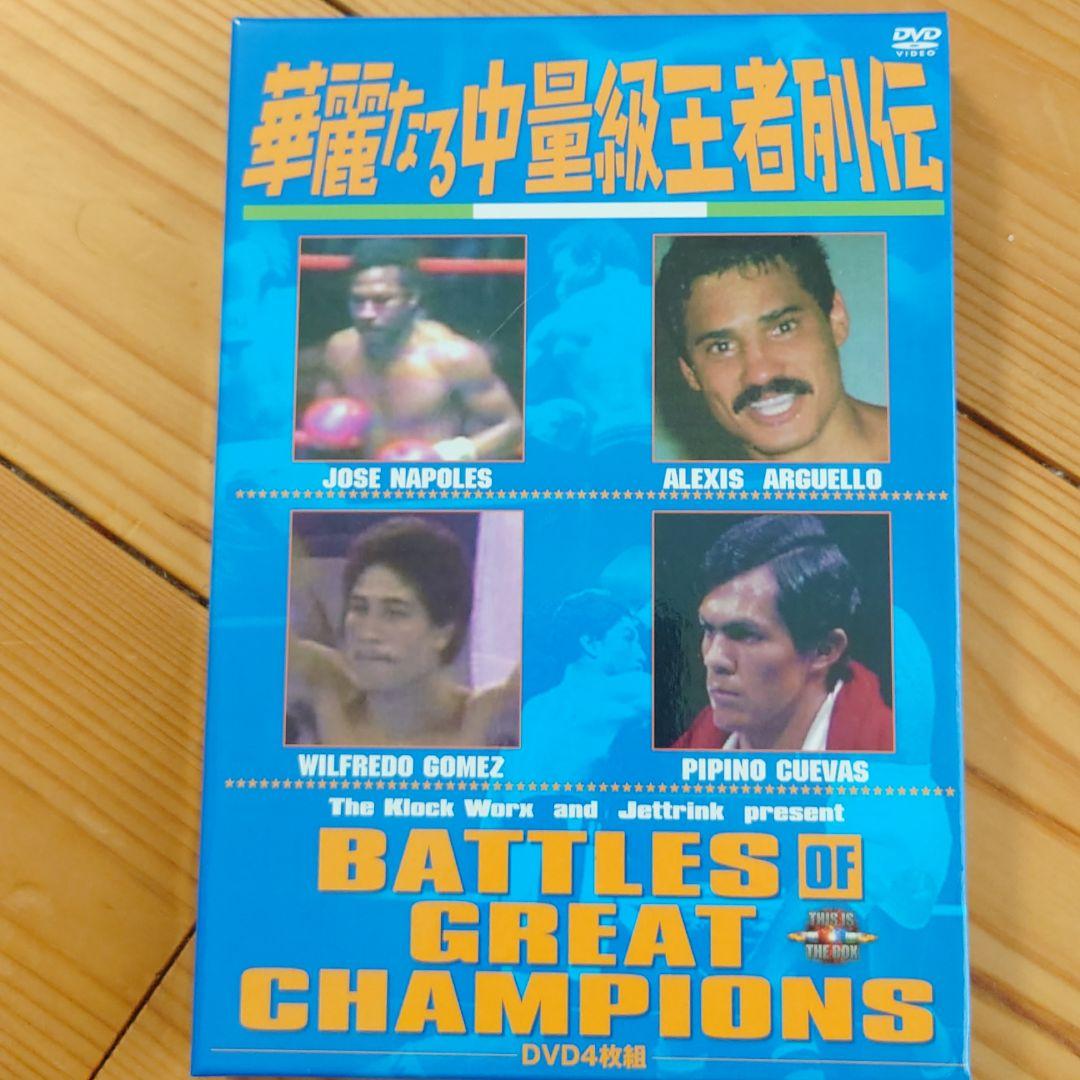 DVD
VIDEO
華麗なる中量級王者列伝
JOSE NAPOLES
ALEXIS ARGUELLO
WILFREDO GOMEZ
PIPINO CUEVAS
The Klock Worx and Jettrink present
BATTLES OF
GREAT
THIS IS
THE BOX
CHAMPIONS
DVD4枚組